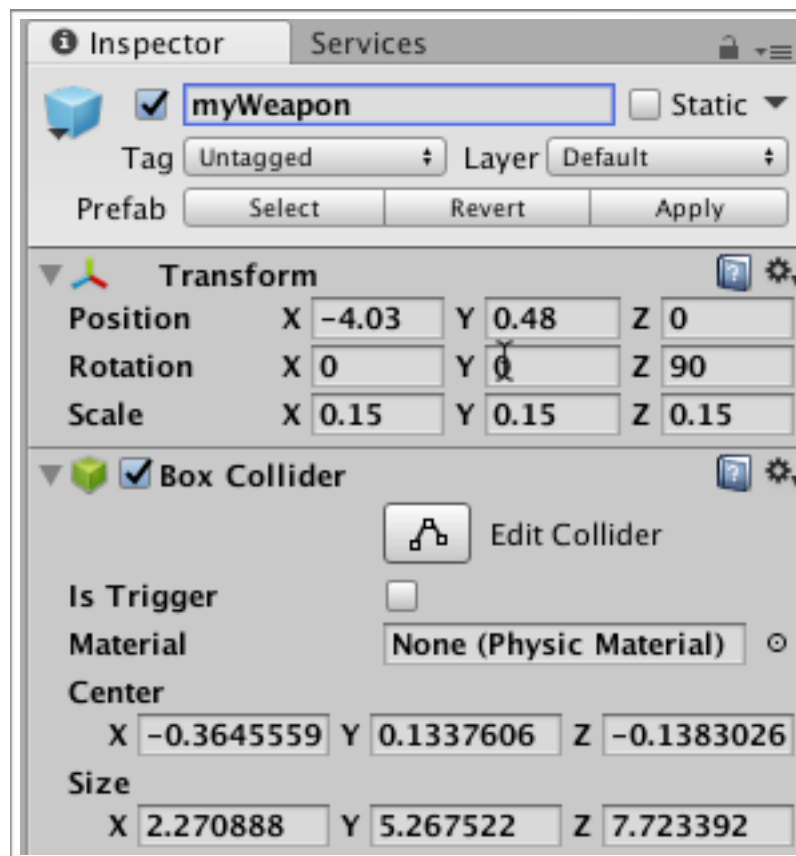 Inspector Services
myWeapon Static
Tag Untagged Layer Default
Prefab Select Revert Apply
Transform
Position X -4.03 Y 0.48 Z 0
Rotation X 0 Y 0 Z 90
Scale X 0.15 Y 0.15 Z 0.15
Box Collider
Edit Collider
Is Trigger
Material None (Physic Material)
Center
X -0.3645559 Y 0.1337606 Z -0.1383026
Size
X 2.270888 Y 5.267522 Z 7.723392